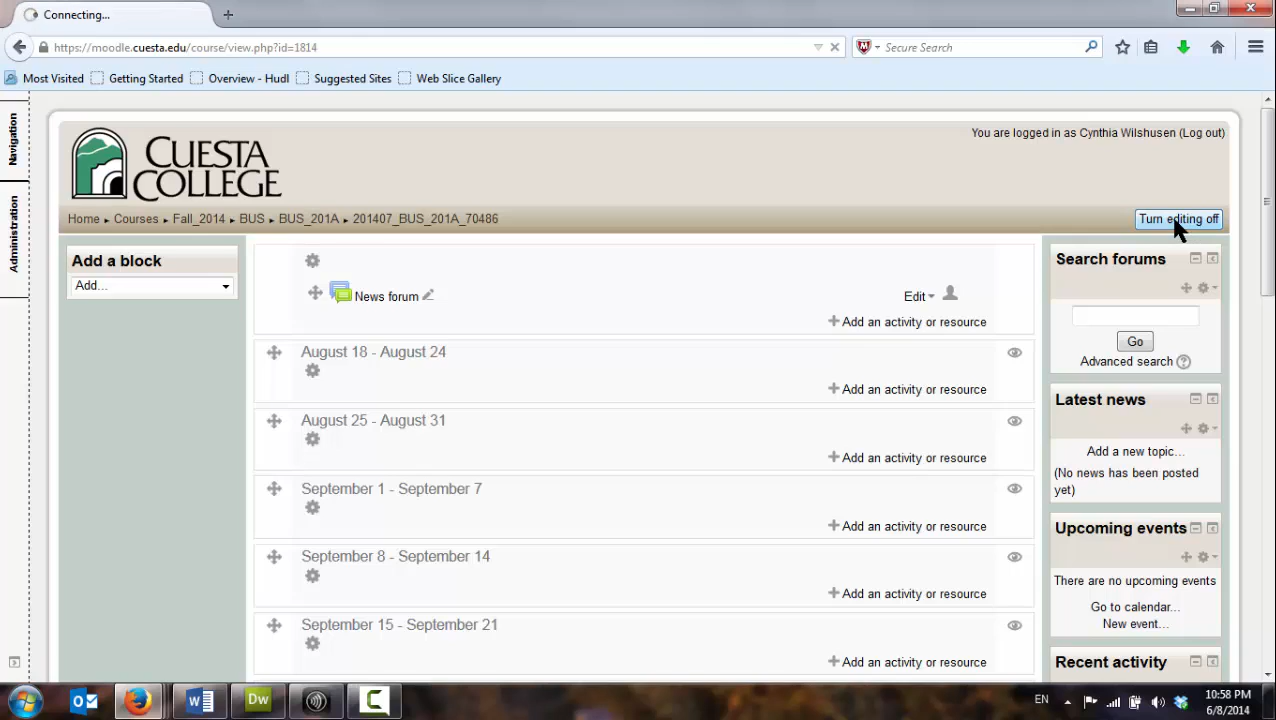 Connecting...
https://moodle.cuesta.edu/course/view.php?id=1814
Secure Search
Most Visited
Getting Started
Overview - Hudl
Suggested Sites
Web Slice Gallery
Navigation
Administration
You are logged in as Cynthia Wilshusen (Log out)
CUESTA
COLLEGE
Home ▸ Courses ▸ Fall_2014 ▸ BUS ▸ BUS_201A ▸ 201407_BUS_201A_70486
Turn editing off
Add a block
Add...
News forum
Edit
Add an activity or resource
August 18 - August 24
Add an activity or resource
August 25 - August 31
Add an activity or resource
September 1 - September 7
Add an activity or resource
September 8 - September 14
Add an activity or resource
September 15 - September 21
Add an activity or resource
Search forums
Go
Advanced search
Latest news
Add a new topic...
(No news has been posted
yet)
Upcoming events
There are no upcoming events
Go to calendar...
New event...
Recent activity
Dw
EN
10:58 PM
6/8/2014